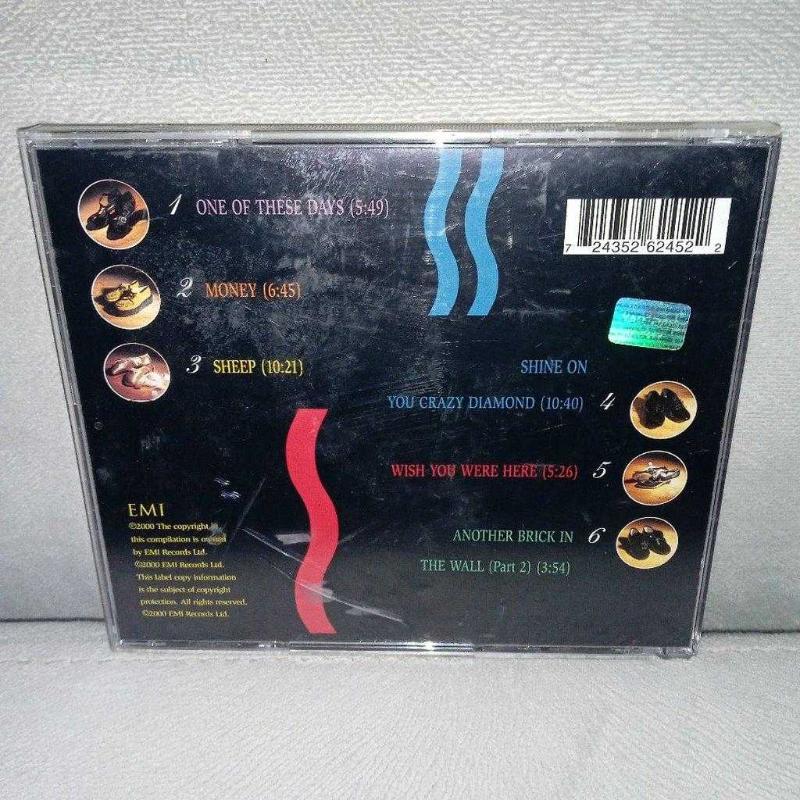 1 ONE OF THESE DAYS (5:49)
2 MONEY (6:45)
3 SHEEP (10:21)
7 24352 62452 2
SHINE ON
YOU CRAZY DIAMOND (10:40) 4
WISH YOU WERE HERE (5:26) 5
ANOTHER BRICK IN 6
THE WALL (Part 2) (3:54)
EMI
©2000 The copyright in
this compilation is owned
by EMI Records Ltd.
©2000 EMI Records Ltd.
This label copy information
is the subject of copyright
protection. All rights reserved.
©2000 EMI Records Ltd.